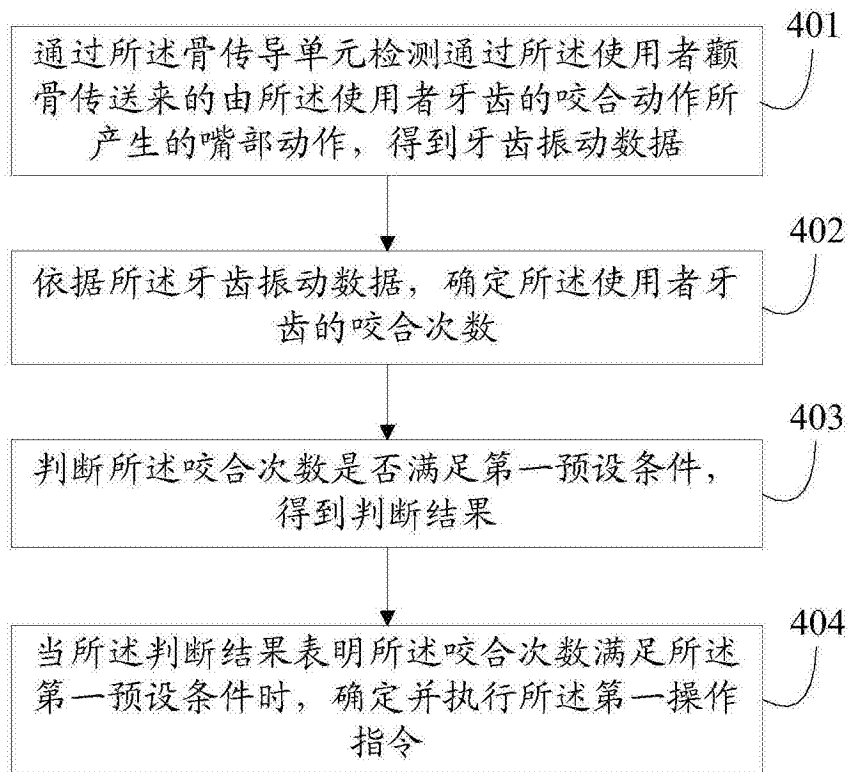 401
通过所述骨传导单元检测通过所述使用者颧
骨传送来的由所述使用者牙齿的咬合动作所
产生的嘴部动作，得到牙齿振动数据
402
依据所述牙齿振动数据，确定所述使用者牙
齿的咬合次数
403
判断所述咬合次数是否满足第一预设条件，
得到判断结果
404
当所述判断结果表明所述咬合次数满足所述
第一预设条件时，确定并执行所述第一操作
指令